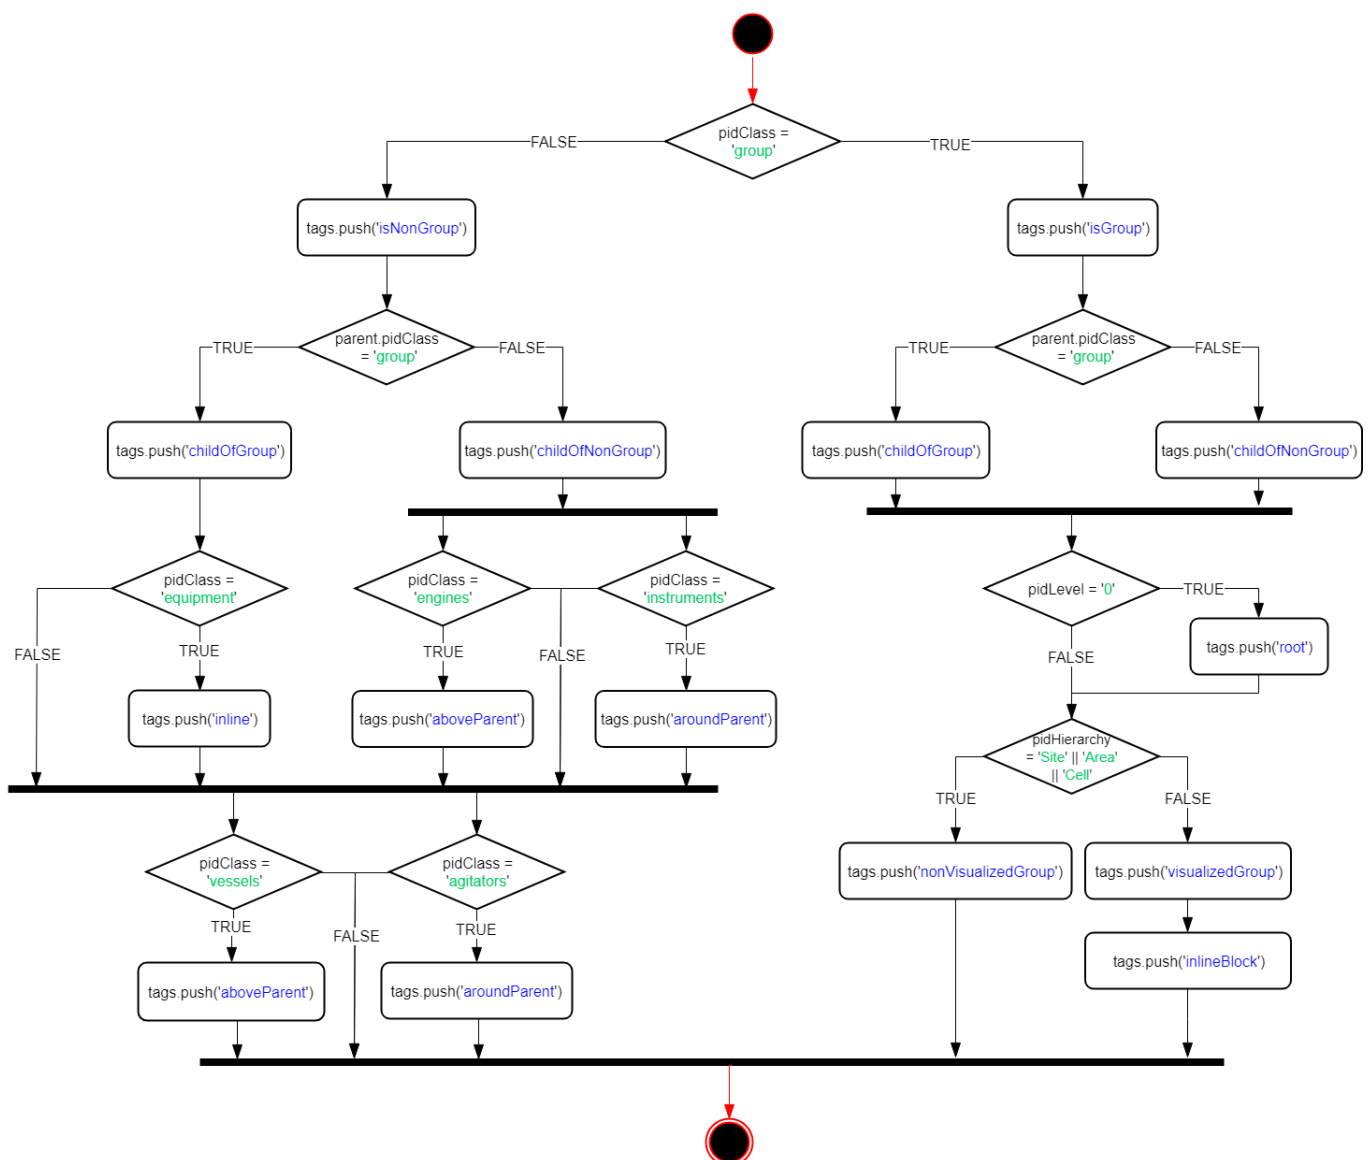 pidClass =
'group'
FALSE
TRUE
tags.push('isNonGroup')
tags.push('isGroup')
parent.pidClass
= 'group'
TRUE
FALSE
parent.pidClass
= 'group'
TRUE
FALSE
tags.push('childOfGroup')
tags.push('childOfNonGroup')
tags.push('childOfGroup')
tags.push('childOfNonGroup')
pidClass =
'equipment'
pidClass =
'engines'
pidClass =
'instruments'
pidLevel = '0'
TRUE
FALSE
TRUE
TRUE
FALSE
TRUE
FALSE
tags.push('root')
tags.push('inline')
tags.push('aboveParent')
tags.push('aroundParent')
pidHierarchy
= 'Site' || 'Area'
|| 'Cell'
TRUE
FALSE
pidClass =
'vessels'
pidClass =
'agitators'
tags.push('nonVisualizedGroup')
tags.push('visualizedGroup')
TRUE
FALSE
TRUE
tags.push('inlineBlock')
tags.push('aboveParent')
tags.push('aroundParent')